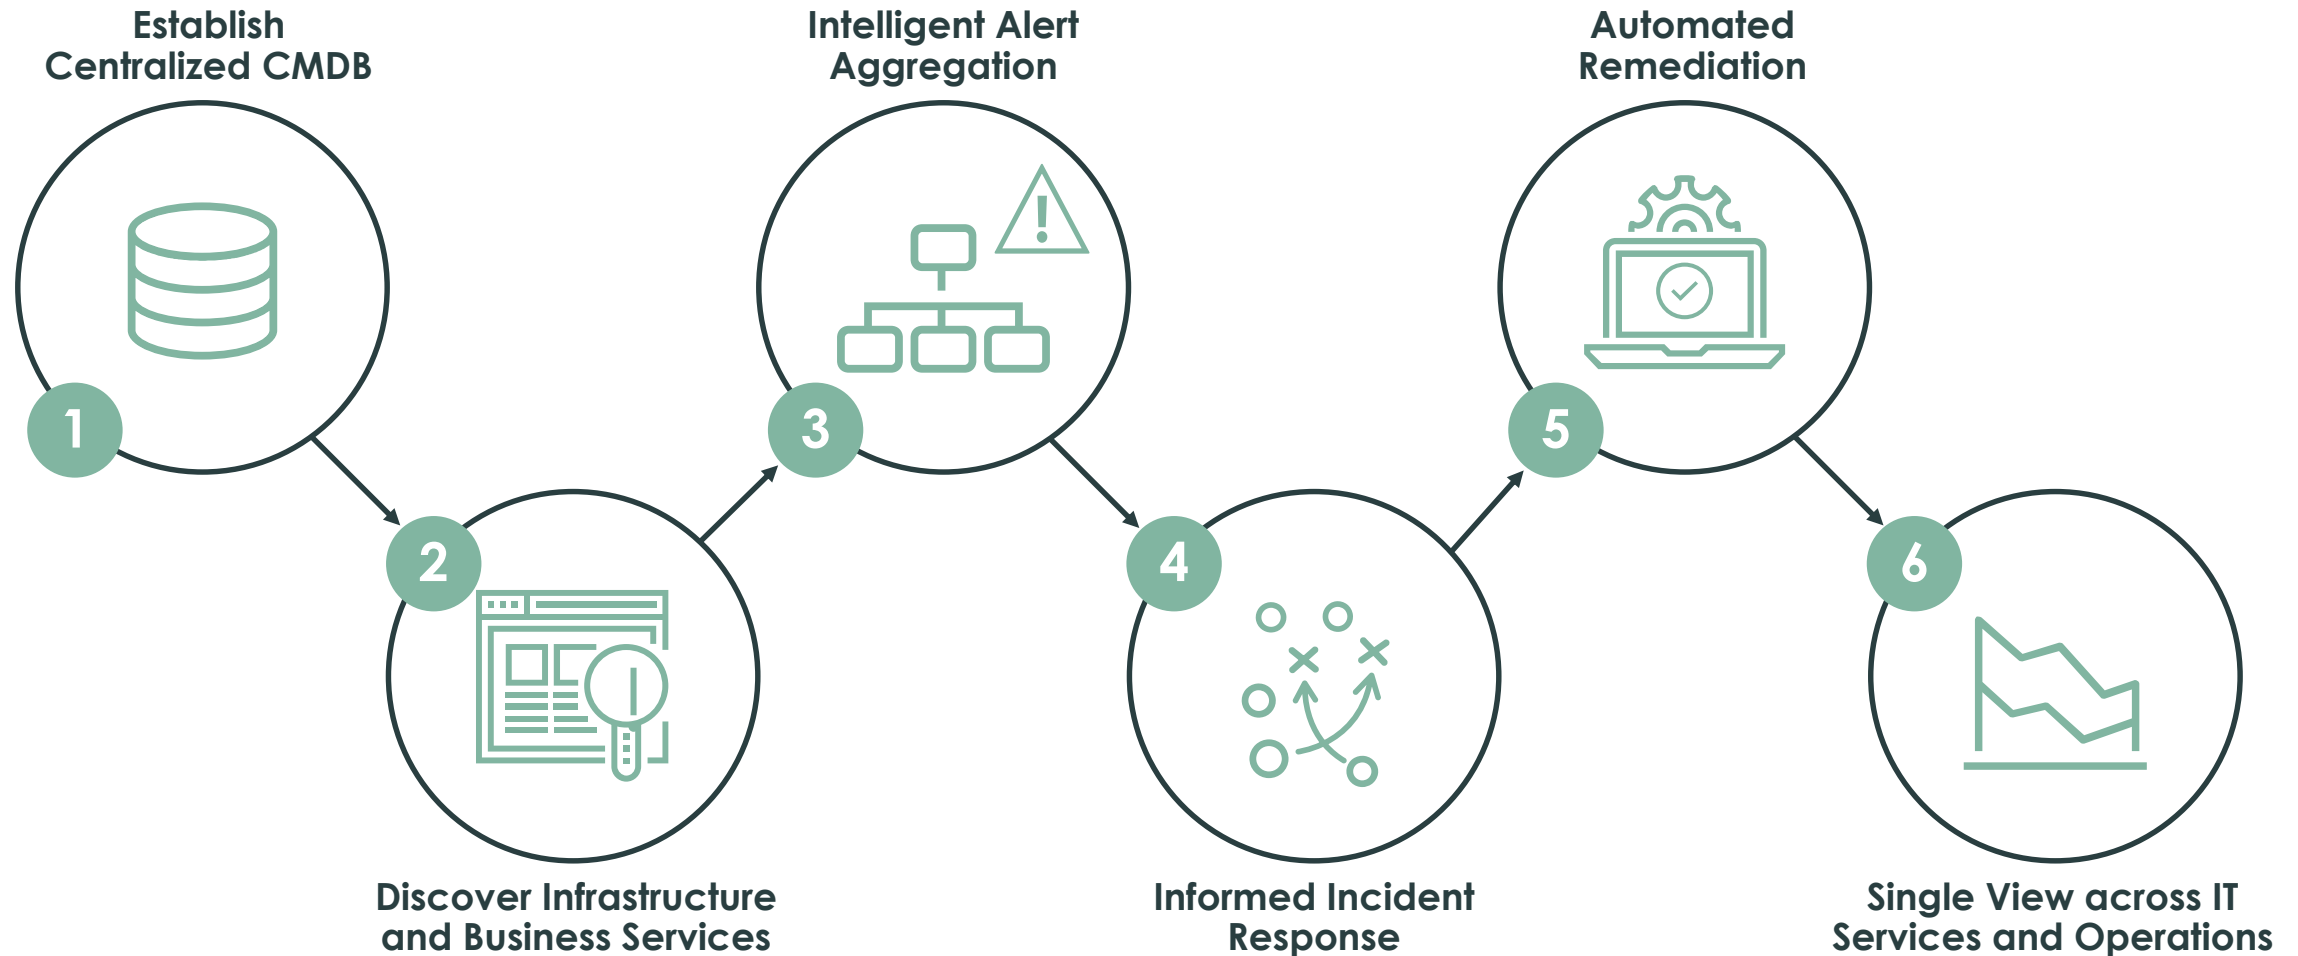 Establish
Centralized CMDB
1
Discover Infrastructure
and Business Services
2
Intelligent Alert
Aggregation
3
Informed Incident
Response
4
Automated
Remediation
5
Single View across IT
Services and Operations
6